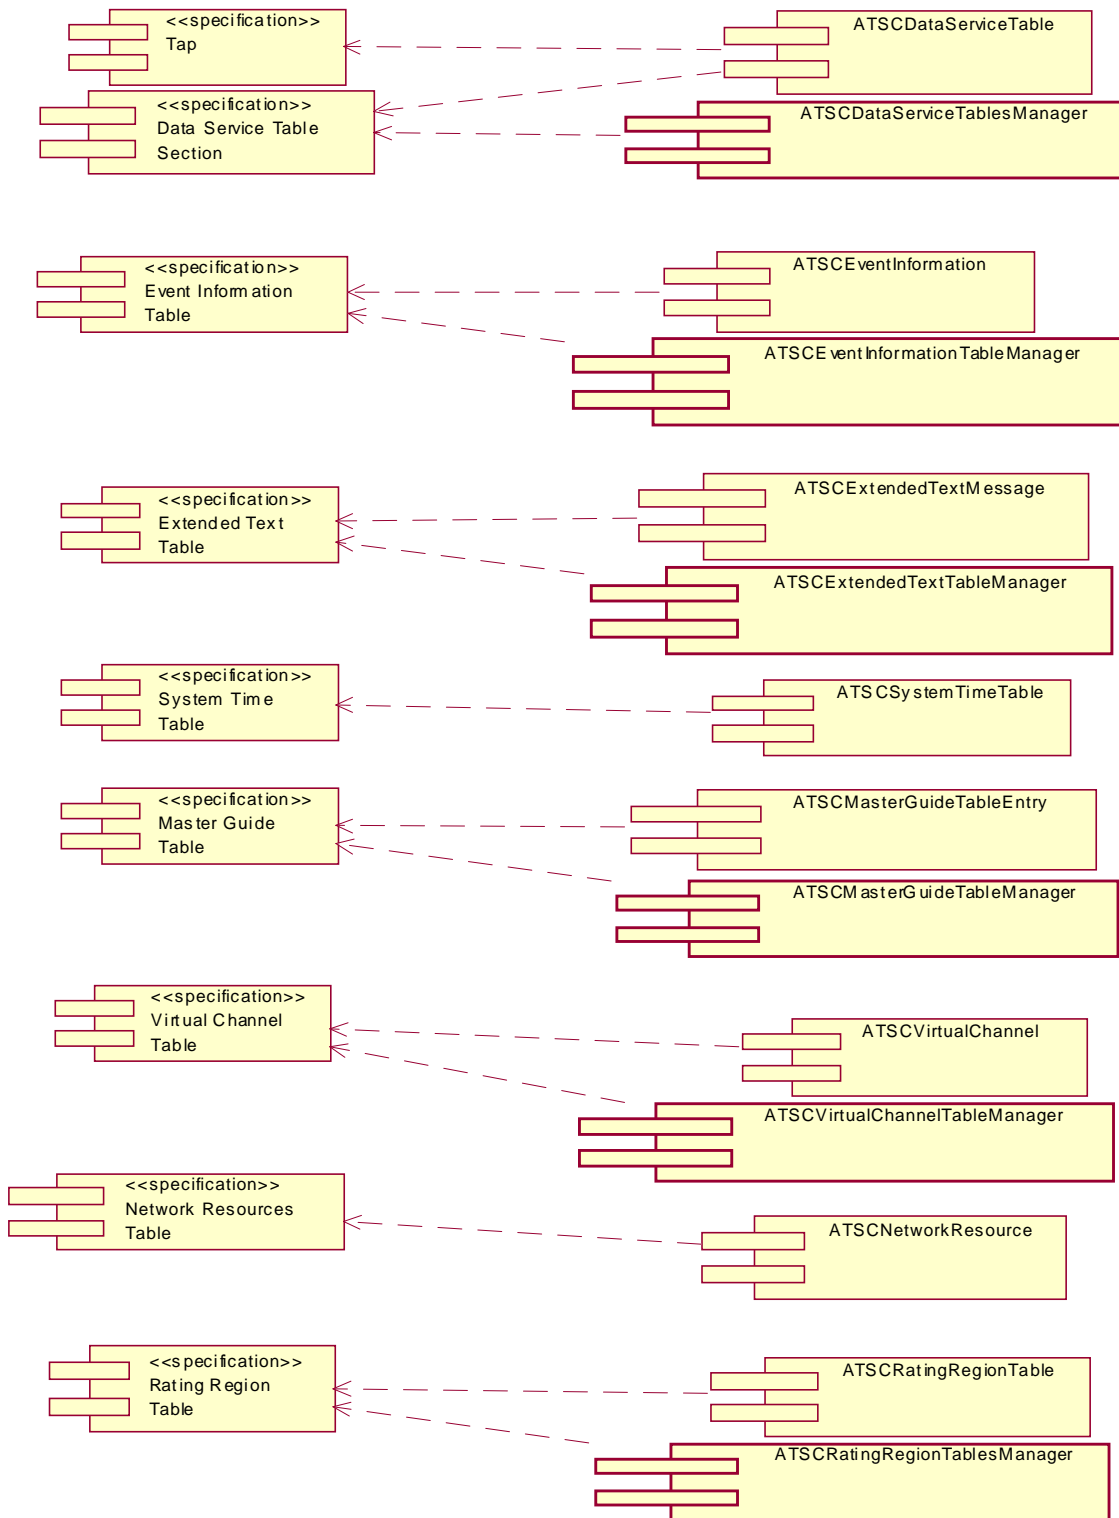 <<specification>>
Tap
ATSCDataServiceTable
<<specification>>
Data Service Table
Section
ATSCDataServiceTablesManager
<<specification>>
Event Information
Table
ATSCEventInformation
ATSCEventInformationTableManager
<<specification>>
Extended Text
Table
ATSCExtendedTextMessage
ATSCExtendedTextTableManager
<<specification>>
System Time
Table
ATSCSystemTimeTable
<<specification>>
Master Guide
Table
ATSCMasterGuideTableEntry
ATSCMasterGuideTableManager
<<specification>>
Virtual Channel
Table
ATSCVirtualChannel
ATSCVirtualChannelTableManager
<<specification>>
Network Resources
Table
ATSCNetworkResource
<<specification>>
Rating Region
Table
ATSCRatingRegionTable
ATSCRatingRegionTablesManager